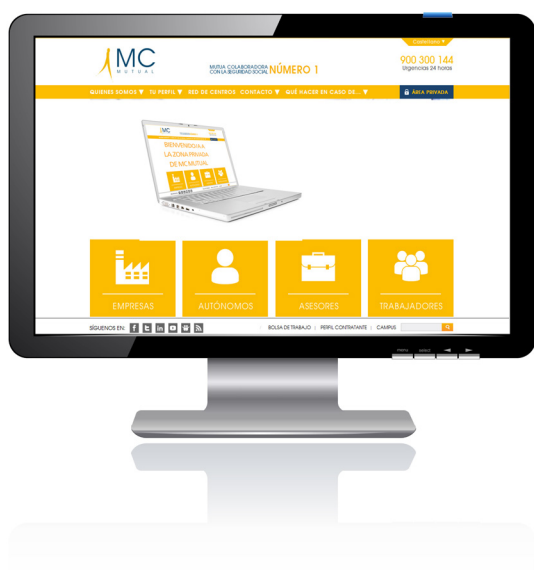 Castellano ▼
MC
MUTUAL
MUTUA COLABORADORA
CON LA SEGURIDAD SOCIAL NÚMERO 1
900 300 144
Urgencias 24 horas
QUIENES SOMOS ▼ TU PERFIL ▼ RED DE CENTROS CONTACTO ▼ QUÉ HACER EN CASO DE... ▼ ÁREA PRIVADA
BIENVENIDO/A A
LA ZONA PRIVADA
DE MC MUTUAL
EMPRESAS AUTÓNOMOS ASESORES TRABAJADORES
SÍGUENOS EN: BOLSA DE TRABAJO | PERFIL CONTRATANTE | CAMPUS
menu select